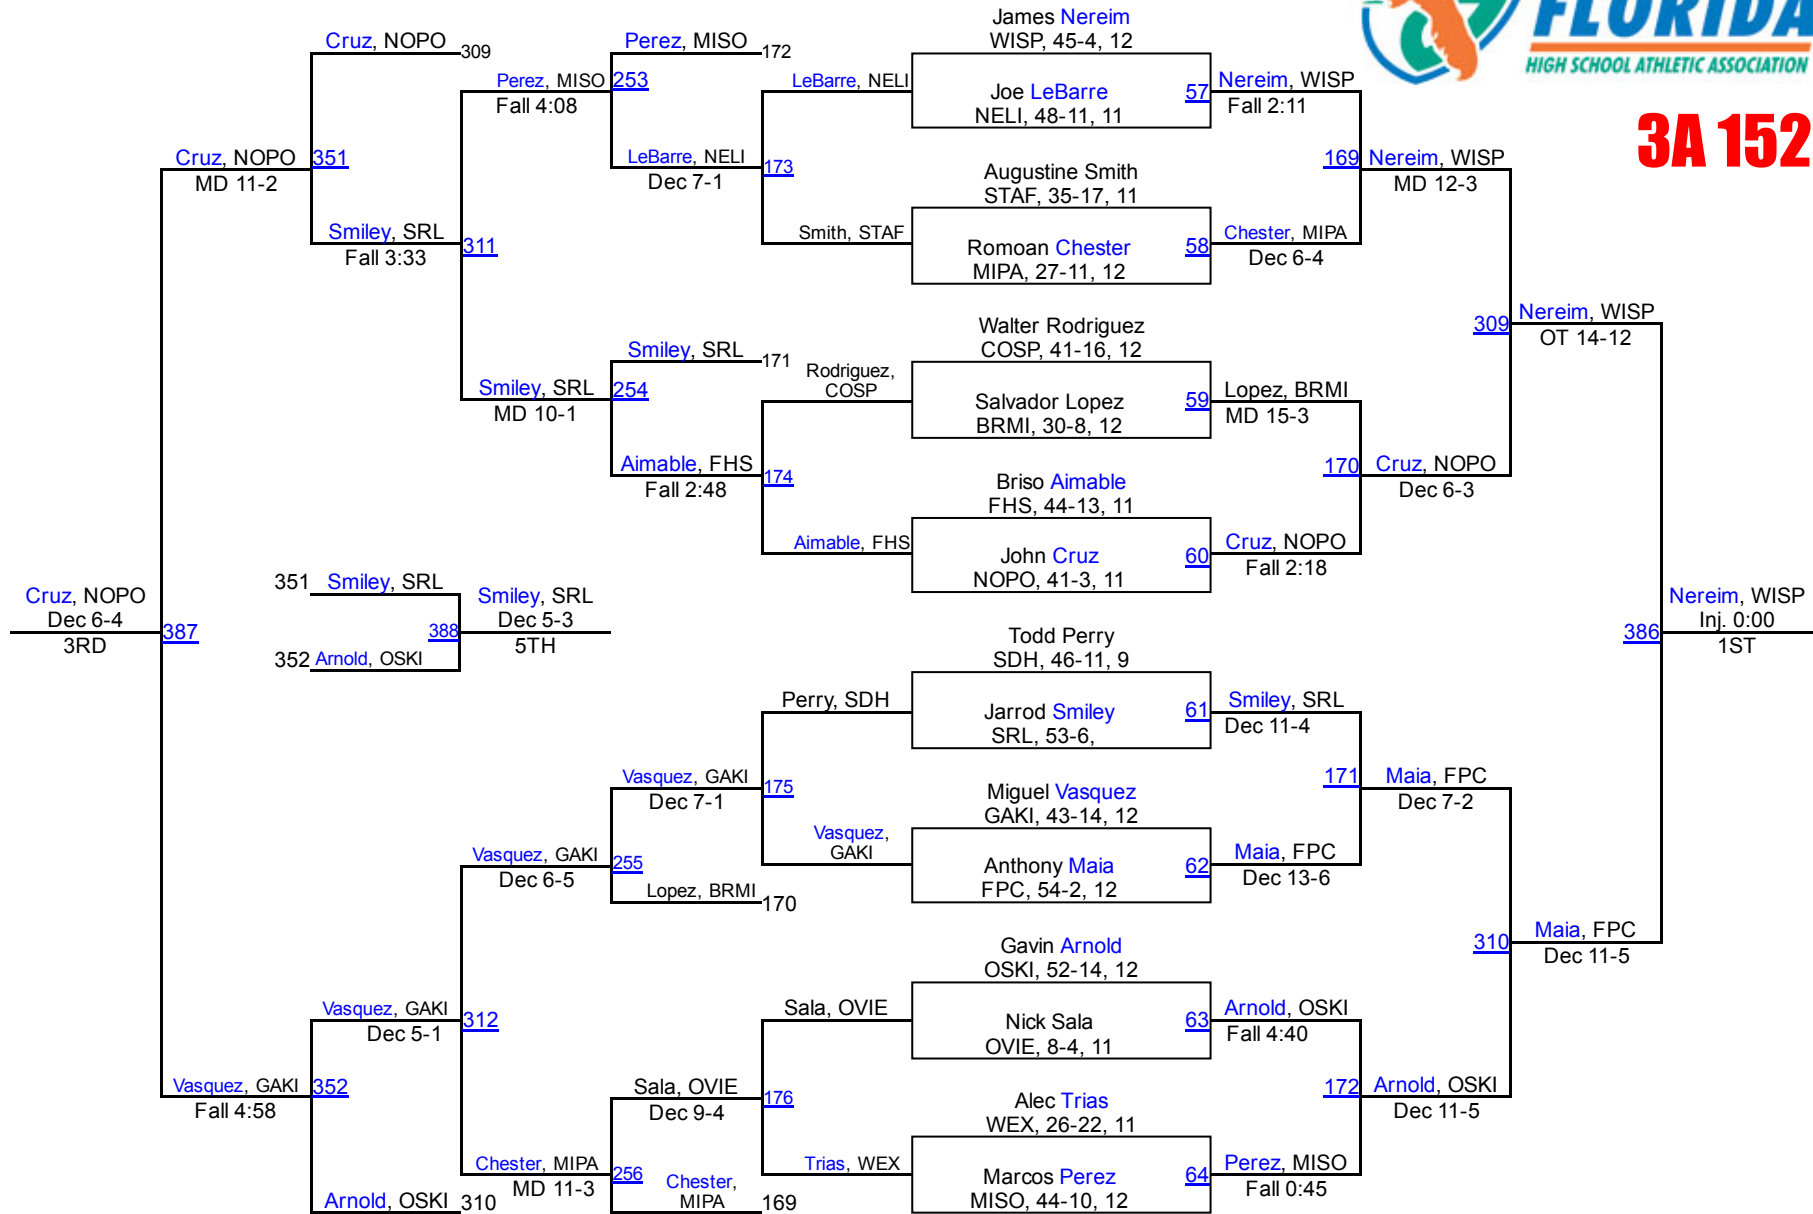 FLORIDA
HIGH SCHOOL ATHLETIC ASSOCIATION
3A 152
Cruz, NOPO
309
Perez, MISO
172
James Nereim
WISP, 45-4, 12
Perez, MISO
253
Fall 4:08
LeBarre, NELI
Joe LeBarre
NELI, 48-11, 11
57
Nereim, WISP
Fall 2:11
Cruz, NOPO
351
MD 11-2
LeBarre, NELI
173
Dec 7-1
Augustine Smith
STAF, 35-17, 11
169
Nereim, WISP
MD 12-3
Smiley, SRL
Fall 3:33
311
Smith, STAF
Romoan Chester
MIPA, 27-11, 12
58
Chester, MIPA
Dec 6-4
Walter Rodriguez
COSP, 41-16, 12
309
Nereim, WISP
OT 14-12
Smiley, SRL
171
Smiley, SRL
254
MD 10-1
Rodriguez,
COSP
Salvador Lopez
BRMI, 30-8, 12
59
Lopez, BRMI
MD 15-3
Aimable, FHS
174
Fall 2:48
Briso Aimable
FHS, 44-13, 11
170
Cruz, NOPO
Dec 6-3
Aimable, FHS
John Cruz
NOPO, 41-3, 11
60
Cruz, NOPO
Fall 2:18
351
Smiley, SRL
Cruz, NOPO
Dec 6-4
3RD
387
388
Smiley, SRL
Dec 5-3
5TH
352
Arnold, OSKI
Todd Perry
SDH, 46-11, 9
386
Nereim, WISP
Inj. 0:00
1ST
Perry, SDH
Jarrod Smiley
SRL, 53-6,
61
Smiley, SRL
Dec 11-4
Vasquez, GAKI
Dec 7-1
175
Miguel Vasquez
GAKI, 43-14, 12
171
Maia, FPC
Dec 7-2
Vasquez, GAKI
Dec 6-5
255
Vasquez,
GAKI
Anthony Maia
FPC, 54-2, 12
62
Maia, FPC
Dec 13-6
Lopez, BRMI
170
Gavin Arnold
OSKI, 52-14, 12
310
Maia, FPC
Dec 11-5
Vasquez, GAKI
Dec 5-1
312
Sala, OVIE
Nick Sala
OVIE, 8-4, 11
63
Arnold, OSKI
Fall 4:40
Vasquez, GAKI
Fall 4:58
352
Sala, OVIE
Dec 9-4
176
Alec Trias
WEX, 26-22, 11
172
Arnold, OSKI
Dec 11-5
Chester, MIPA
MD 11-3
256
Trias, WEX
Marcos Perez
MISO, 44-10, 12
64
Perez, MISO
Fall 0:45
Arnold, OSKI
310
Chester,
MIPA
169